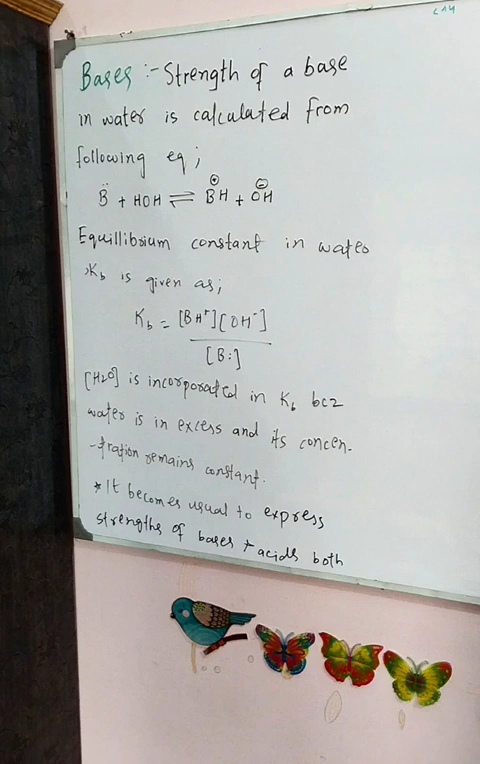 L14
Bases :- Strength of a base
in water is calculated from
following eq;
B̈ + HOH ⇌ B⊕H + O⊖H
Equillibrium constant in water
,Kb is given as;
Kb = [BH⁺][OH⁻]
[B:]
[H2O] is incorporated in Kb bcz
water is in excess and its concen-
-tration remains constant.
*It becomes usual to express
strengths of bases + acids both